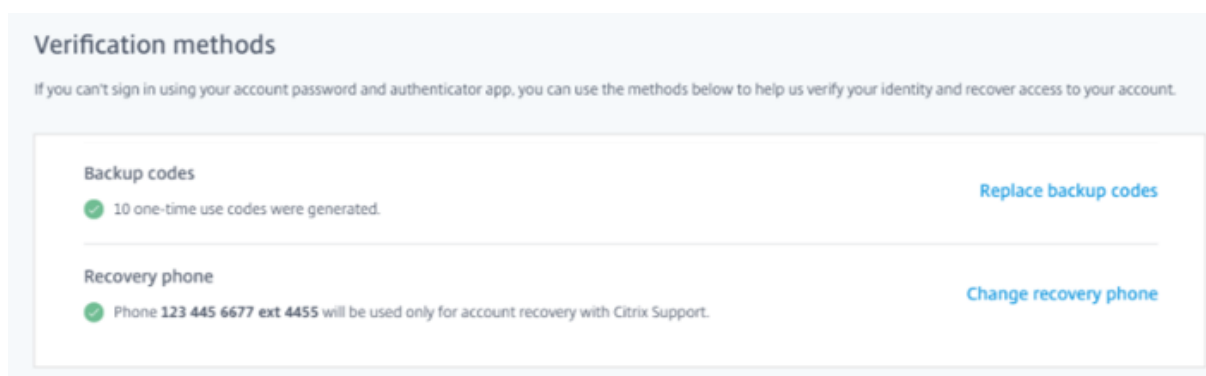 Verification methods
If you can't sign in using your account password and authenticator app, you can use the methods below to help us verify your identity and recover access to your account.
Backup codes
10 one-time use codes were generated.
Replace backup codes
Recovery phone
Phone 123 445 6677 ext 4455 will be used only for account recovery with Citrix Support.
Change recovery phone